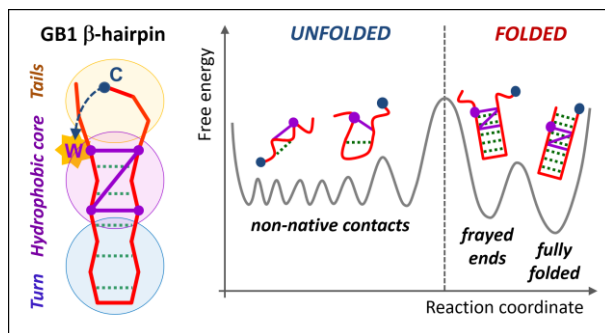 GB1 β-hairpin
Tails
Hydrophobic core
Turn
C
W
UNFOLDED
FOLDED
Free energy
non-native contacts
frayed
ends
fully
folded
Reaction coordinate